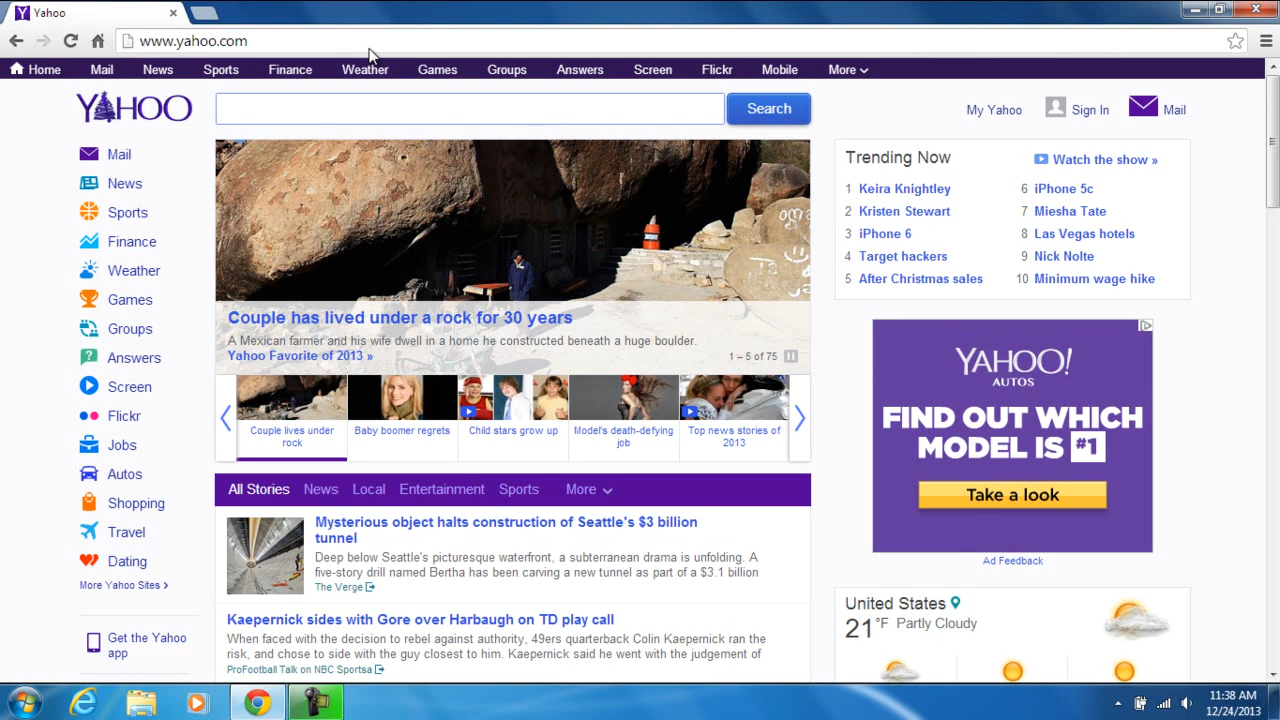 Yahoo
www.yahoo.com
Home Mail News Sports Finance Weather Games Groups Answers Screen Flickr Mobile More
YAHOO
Search
My Yahoo Sign In Mail
Mail
News
Sports
Finance
Weather
Games
Groups
Answers
Screen
Flickr
Jobs
Autos
Shopping
Travel
Dating
More Yahoo Sites >
Get the Yahoo
app
Couple has lived under a rock for 30 years
A Mexican farmer and his wife dwell in a home he constructed beneath a huge boulder.
Yahoo Favorite of 2013 »
1 – 5 of 75
Couple lives under
rock
Baby boomer regrets
Child stars grow up
Model's death-defying
job
Top news stories of
2013
All Stories News Local Entertainment Sports More
Mysterious object halts construction of Seattle's $3 billion
tunnel
Deep below Seattle's picturesque waterfront, a subterranean drama is unfolding. A
five-story drill named Bertha has been carving a new tunnel as part of a $3.1 billion
The Verge
Kaepernick sides with Gore over Harbaugh on TD play call
When faced with the decision to rebel against authority, 49ers quarterback Colin Kaepernick ran the
risk, and chose to side with the guy closest to him. Kaepernick said he went with the judgement of
ProFootball Talk on NBC Sportsa
Trending Now
Watch the show »
1 Keira Knightley
2 Kristen Stewart
3 iPhone 6
4 Target hackers
5 After Christmas sales
6 iPhone 5c
7 Miesha Tate
8 Las Vegas hotels
9 Nick Nolte
10 Minimum wage hike
YAHOO!
AUTOS
FIND OUT WHICH
MODEL IS #1
Take a look
Ad Feedback
United States
21°F Partly Cloudy
11:38 AM
12/24/2013